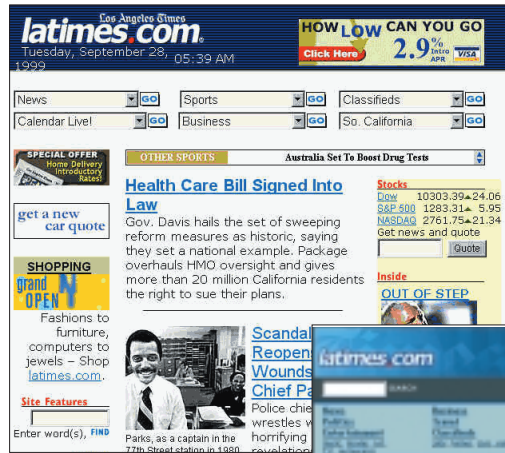 Los Angeles Times
latimes.com.
Tuesday, September 28, 1999
05:39 AM
HOW LOW CAN YOU GO
Click Here
2.9% Intro APR
VISA
News GO
Sports GO
Classifieds GO
Calendar Live! GO
Business GO
So. California GO
SPECIAL OFFER
Home Delivery
Introductory
Rates!
get a new
car quote
SHOPPING
grand
OPEN
Fashions to
furniture,
computers to
jewels – Shop
latimes.com.
Site Features
Enter word(s), FIND
OTHER SPORTS
Australia Set To Boost Drug Tests
Health Care Bill Signed Into
Law
Gov. Davis hails the set of sweeping
reform measures as historic, saying
they set a national example. Package
overhauls HMO oversight and gives
more than 20 million California residents
the right to sue their plans.
Scandal
Reopens
Wounds
Chief Pa
Police chie
wrestles w
horrifying
revelation
Parks, as a captain in the
77th Street station in 1980
Stocks
Dow 10303.39 24.06
S&P 500 1283.31 5.95
NASDAQ 2761.75 21.34
Get news and quote
Quote
Inside
OUT OF STEP
latimes.com
SEARCH
News
Politics
Entertainment
Business
Travel
Classifieds